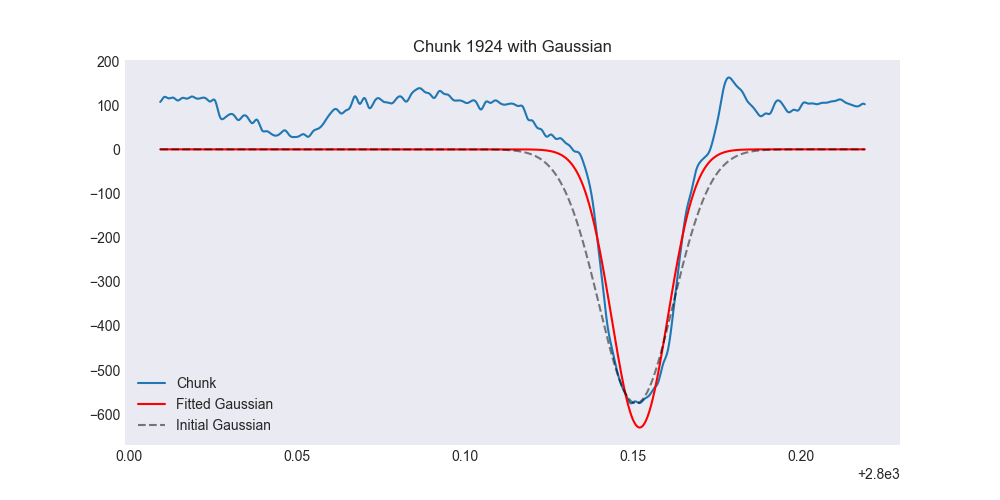 Chunk 1924 with Gaussian
200
100
0
−100
−200
−300
−400
−500
−600
Chunk
Fitted Gaussian
Initial Gaussian
0.00 0.05 0.10 0.15 0.20
+2.8e3